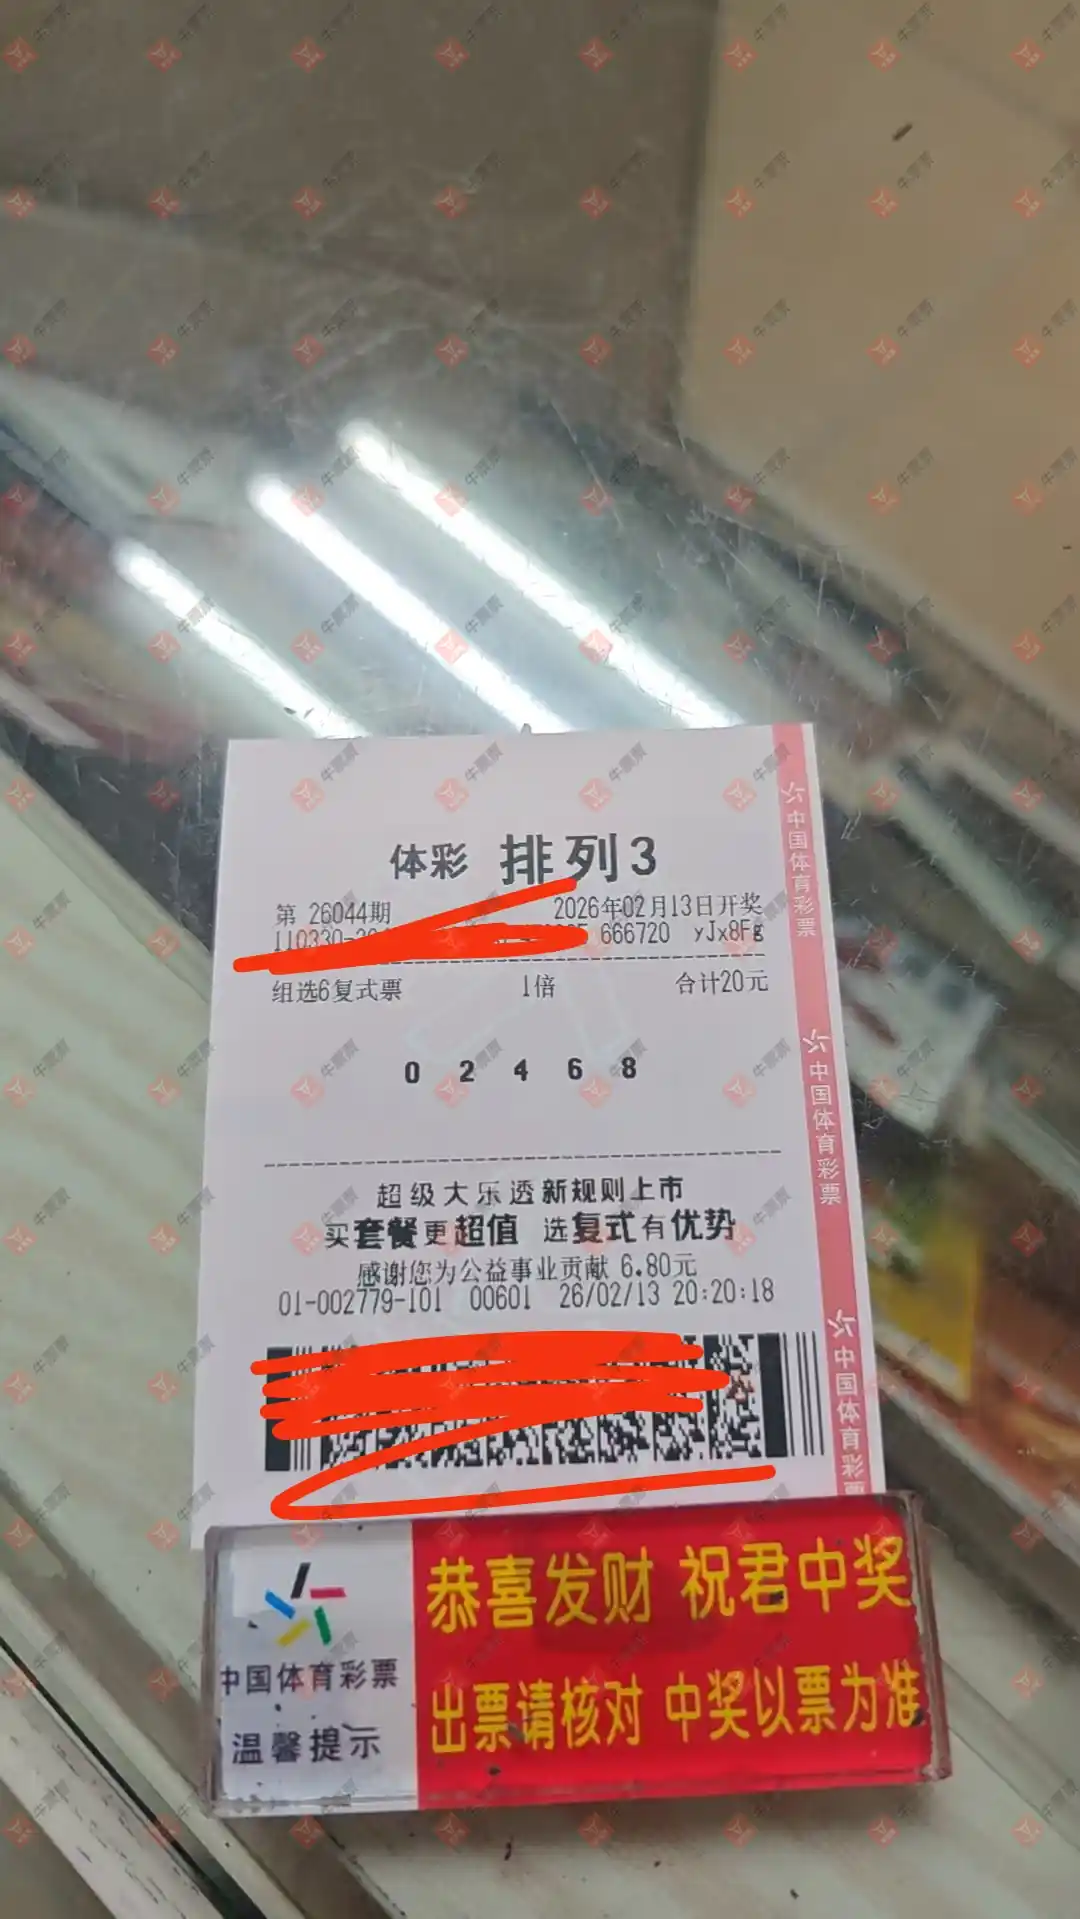 体彩 排列3
第 26044期 2026年02月13日开奖
110330- 666720 yJx8Fg
组选6复式票 1倍 合计20元
0 2 4 6 8
超级大乐透新规则上市
买套餐更超值 选复式有优势
感谢您为公益事业贡献 6.80元
01-002779-101 00601 26/02/13 20:20:18
中国体育彩票
中国体育彩票
中国体育彩票
恭喜发财 祝君中奖
中国体育彩票
出票请核对 中奖以票为准
温馨提示
牛票票